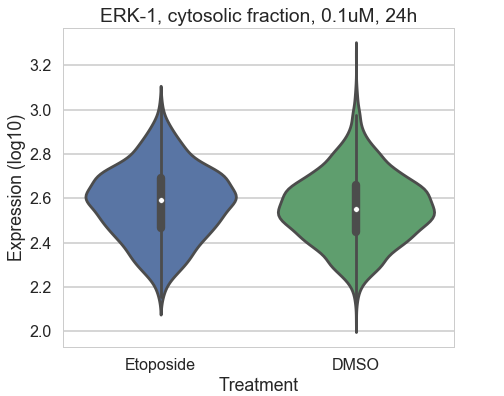 ERK-1, cytosolic fraction, 0.1uM, 24h
Expression (log10)
3.2
3.0
2.8
2.6
2.4
2.2
2.0
Etoposide DMSO
Treatment